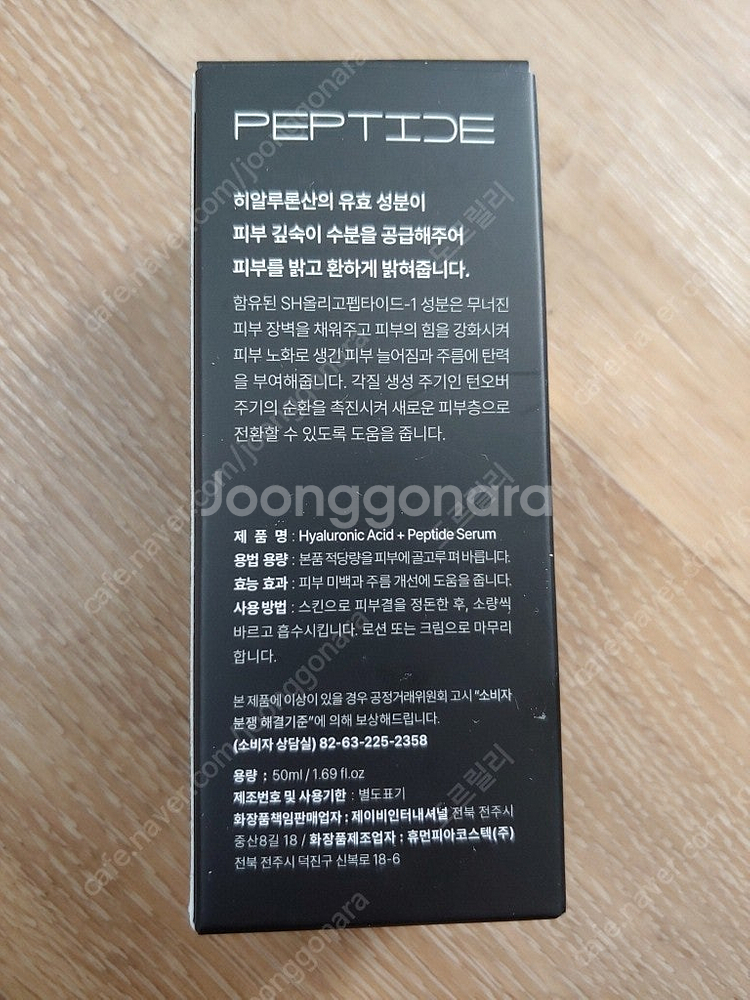 PEPTIDE
히알루론산의 유효 성분이
피부 깊숙이 수분을 공급해주어
피부를 밝고 환하게 밝혀줍니다.
함유된 SH올리고펩타이드-1 성분은 무너진
피부 장벽을 채워주고 피부의 힘을 강화시켜
피부 노화로 생긴 피부 늘어짐과 주름에 탄력
을 부여해줍니다. 각질 생성 주기인 턴오버
주기의 순환을 촉진시켜 새로운 피부층으로
전환할 수 있도록 도움을 줍니다.
Joonggonara
제 품 명 : Hyaluronic Acid + Peptide Serum
용법 용량 : 본품 적당량을 피부에 골고루 펴 바릅니다.
효능 효과 : 피부 미백과 주름 개선에 도움을 줍니다.
사용 방법 : 스킨으로 피부결을 정돈한 후, 소량씩
바르고 흡수시킵니다. 로션 또는 크림으로 마무리
합니다.
본 제품에 이상이 있을 경우 공정거래위원회 고시 "소비자
분쟁 해결기준"에 의해 보상해드립니다.
(소비자 상담실) 82-63-225-2358
용량 : 50ml / 1.69 fl.oz
제조번호 및 사용기한 : 별도표기
화장품책임판매업자 : 제이비인터내셔널 전북 전주시
중산8길 18 / 화장품제조업자 : 휴먼피아코스텍(주)
전북 전주시 덕진구 신복로 18-6
cafe.naver.com/joonggonara
도르릴리